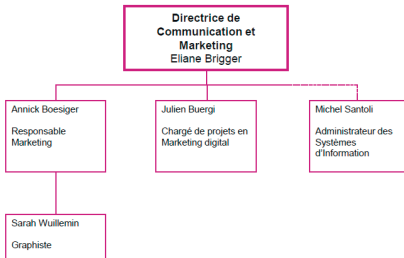 Directrice de
Communication et
Marketing
Eliane Brigger
Annick Boesiger
Responsable
Marketing
Julien Buergi
Chargé de projets en
Marketing digital
Michel Santoli
Administrateur des
Systèmes
d'Information
Sarah Wuillemin
Graphiste